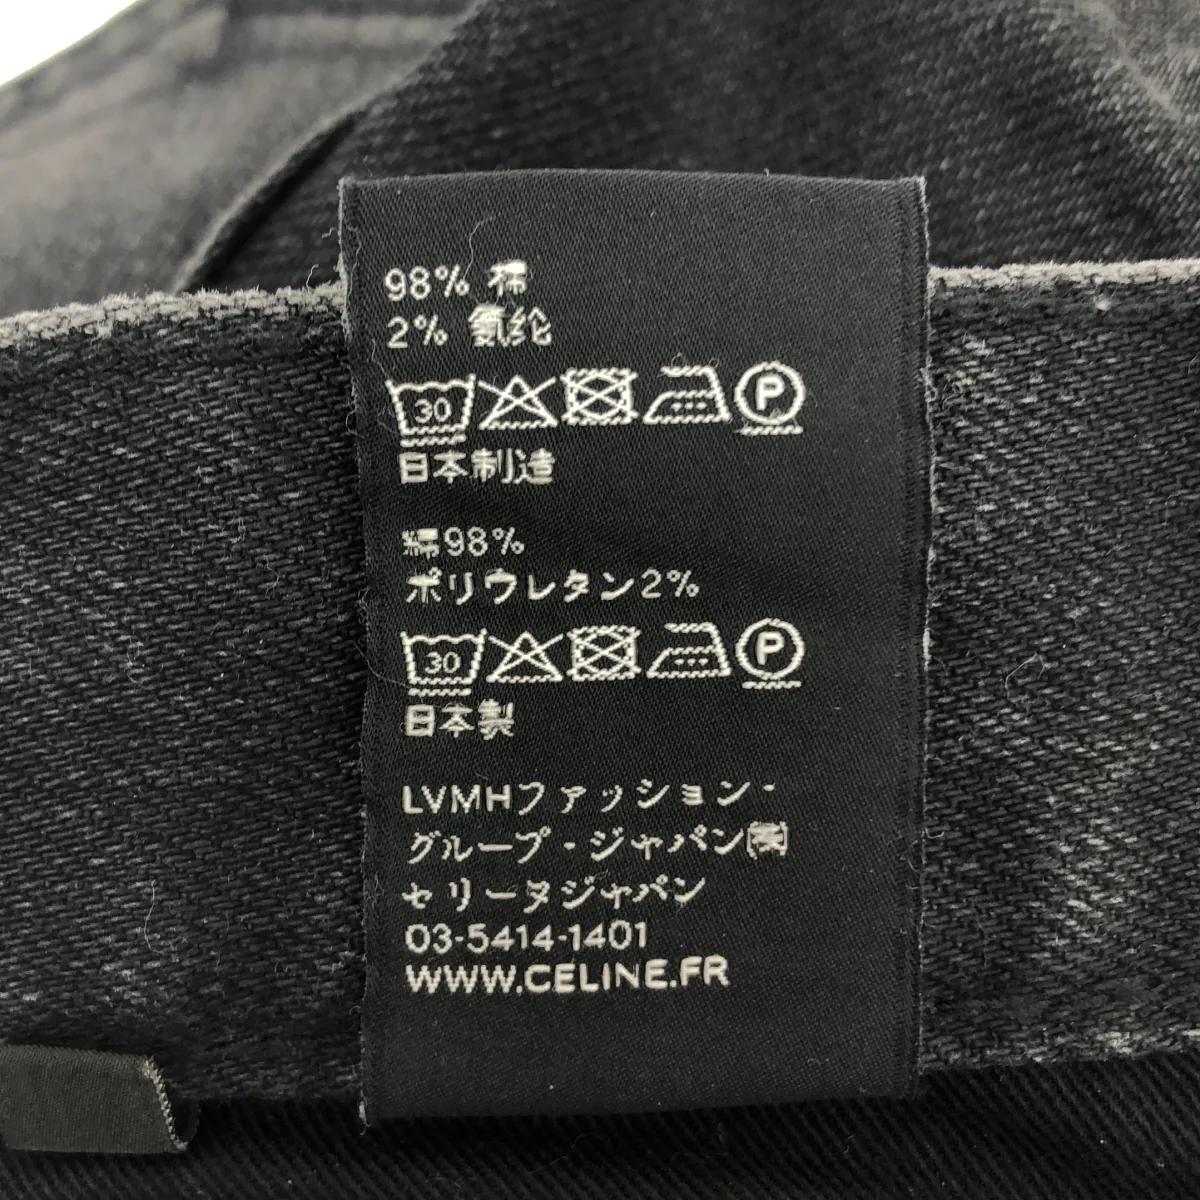 98% 棉
2% 氨纶
30 P
日本制造
綿98%
ポリウレタン2%
30 P
日本製
LVMHファッション・
グループ・ジャパン㈱
セリーヌジャパン
03-5414-1401
WWW.CELINE.FR